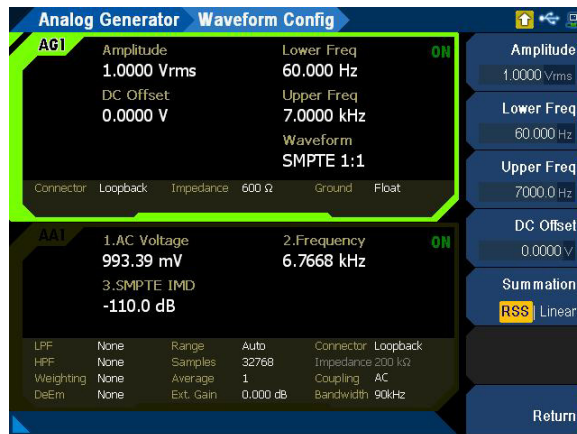 Analog Generator Waveform Config
AG1
Amplitude Lower Freq ON
1.0000 Vrms 60.000 Hz
DC Offset Upper Freq
0.0000 V 7.0000 kHz
Waveform
SMPTE 1:1
Connector Loopback Impedance 600 Ω Ground Float
AA1
1.AC Voltage 2.Frequency ON
993.39 mV 6.7668 kHz
3.SMPTE IMD
-110.0 dB
LPF None Range Auto Connector Loopback
HPF None Samples 32768 Impedance 200 kΩ
Weighting None Average 1 Coupling AC
DeEm None Ext. Gain 0.000 dB Bandwidth 90kHz
Amplitude
1.0000 Vrms
Lower Freq
60.000 Hz
Upper Freq
7000.0 Hz
DC Offset
0.0000 V
Summation
RSS | Linear
Return